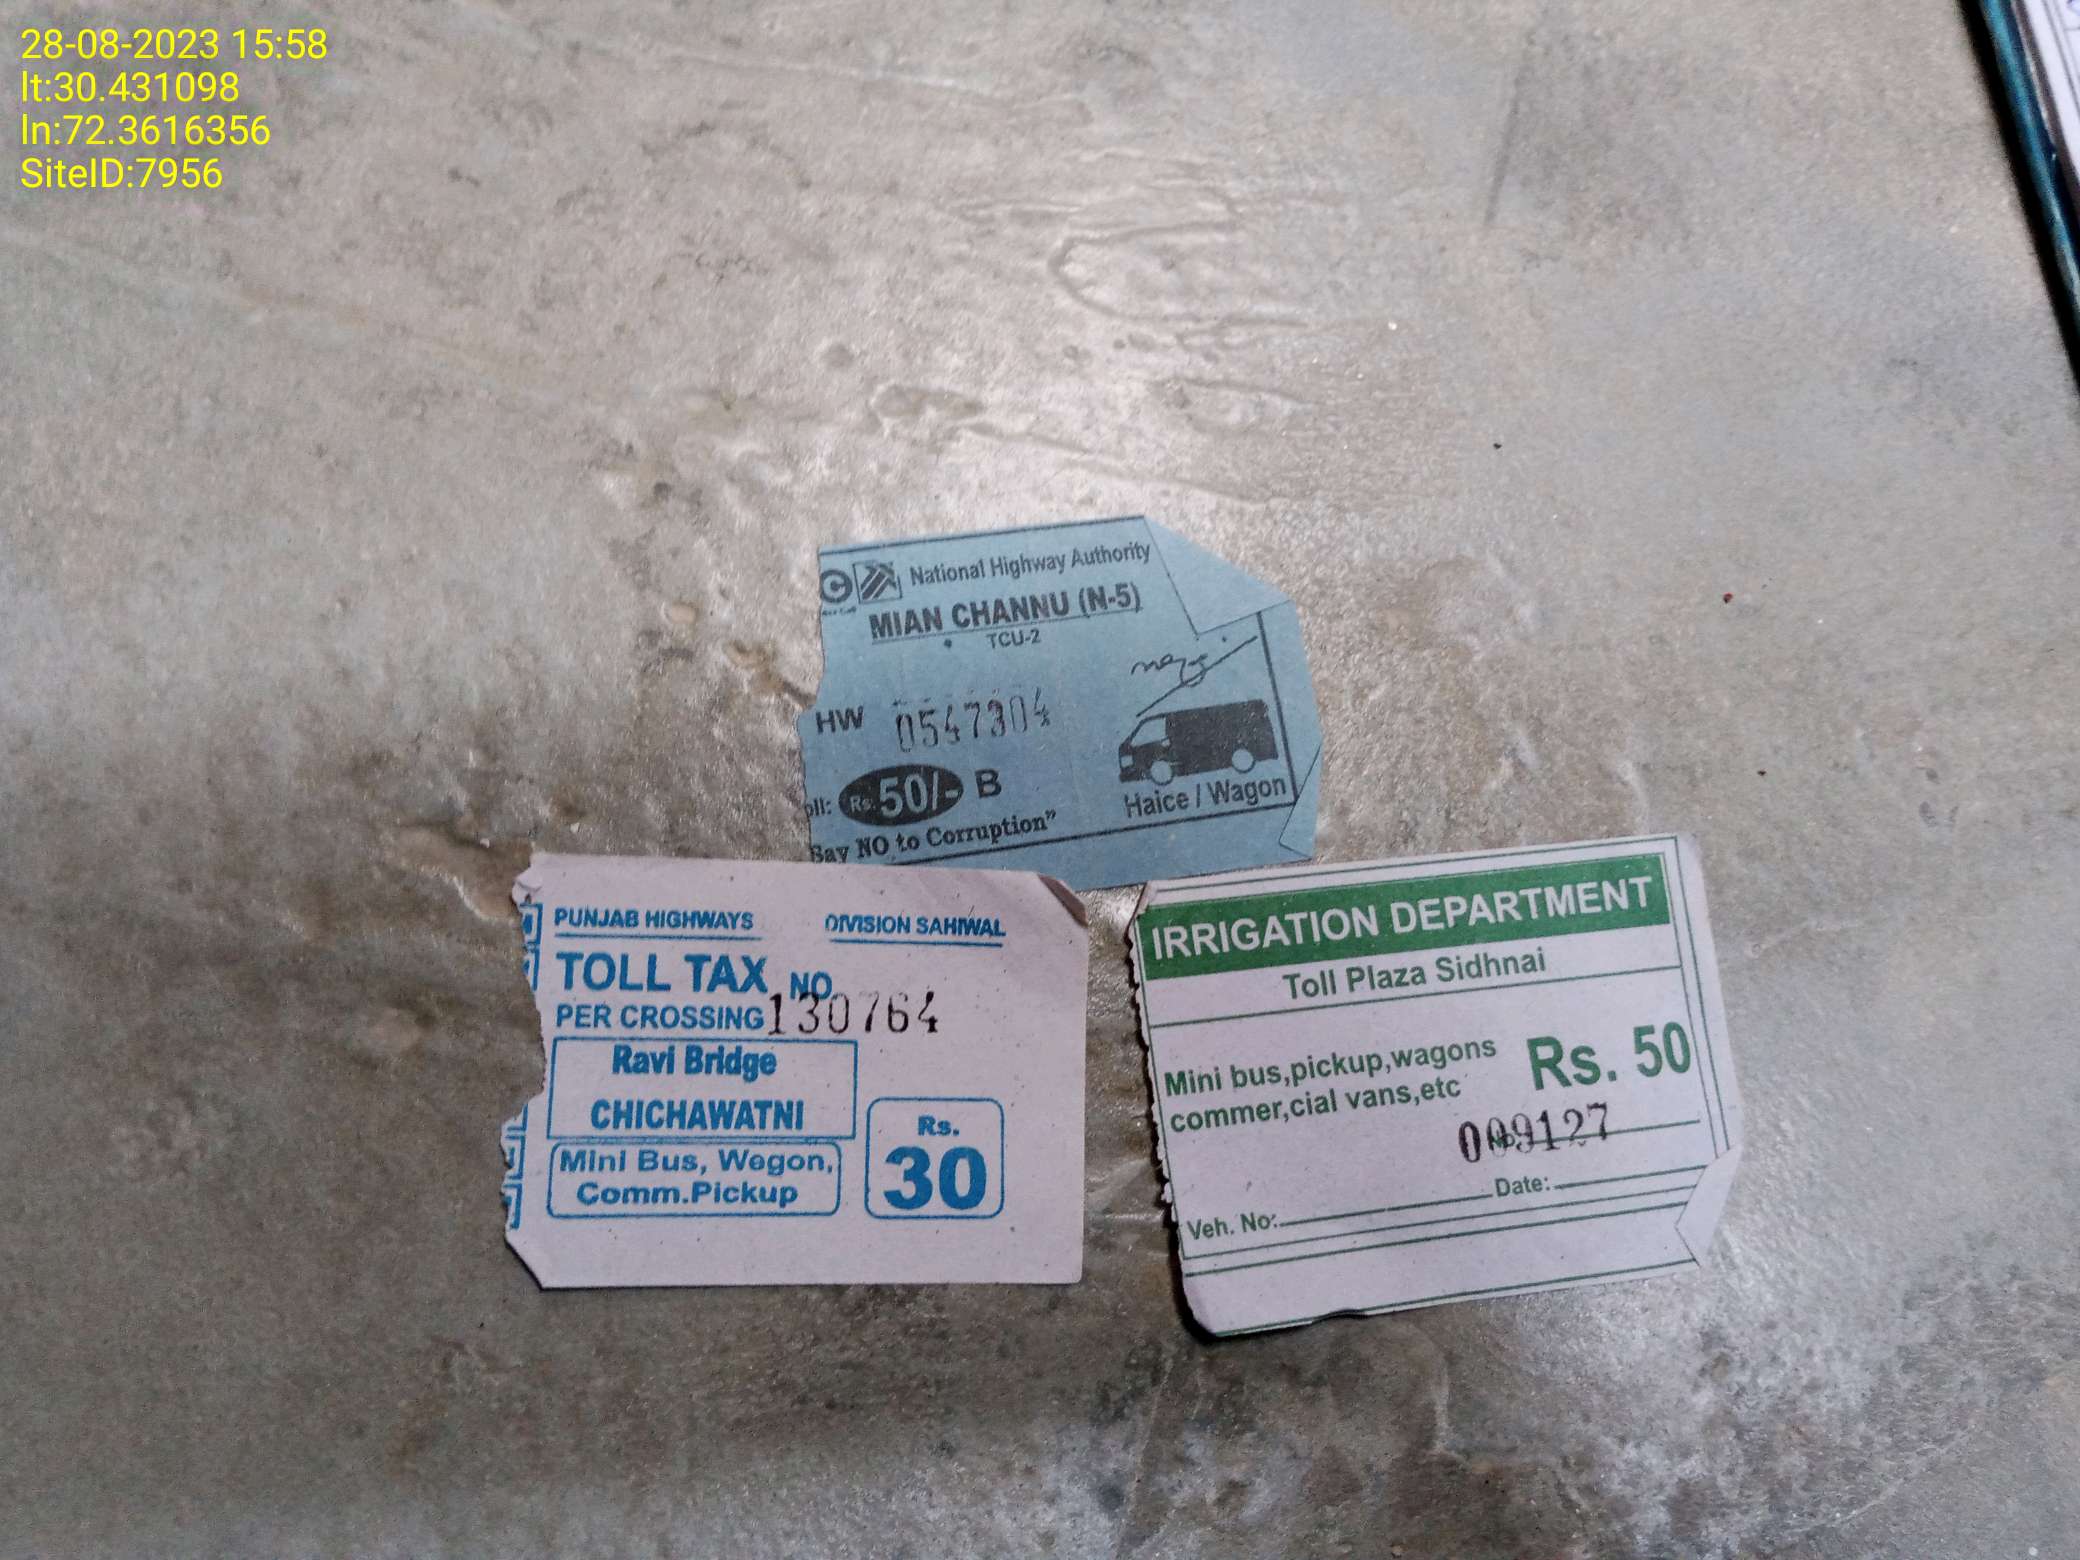 28-08-2023 15:58
lt:30.431098
ln:72.3616356
SiteID:7956
National Highway Authority
MIAN CHANNU (N-5)
TCU-2
HW 0547304
Rs. 50/- B
Haice / Wagon
Say NO to Corruption"
PUNJAB HIGHWAYS DIVISION SAHIWAL
TOLL TAX NO
PER CROSSING 130764
Ravi Bridge
CHICHAWATNI
Mini Bus, Wegon,
Comm.Pickup
Rs.
30
IRRIGATION DEPARTMENT
Toll Plaza Sidhnai
Mini bus,pickup,wagons
commer,cial vans,etc
Rs. 50
009127
Date:
Veh. No: